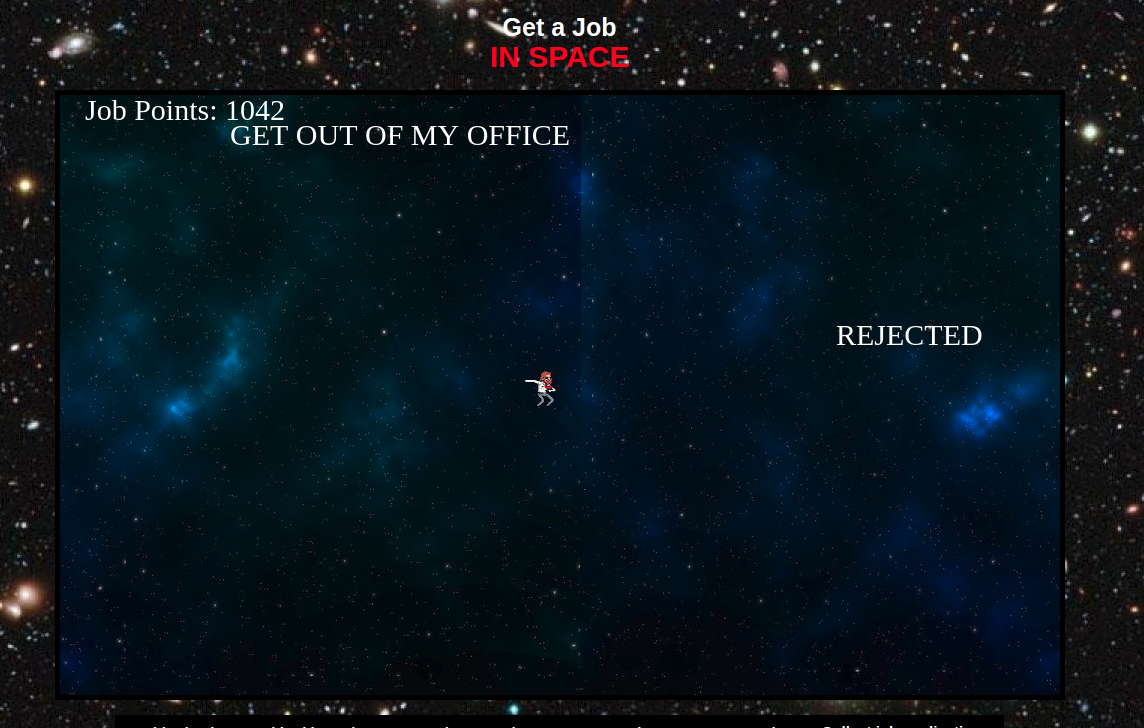 Get a Job
IN SPACE
Job Points: 1042
GET OUT OF MY OFFICE
REJECTED